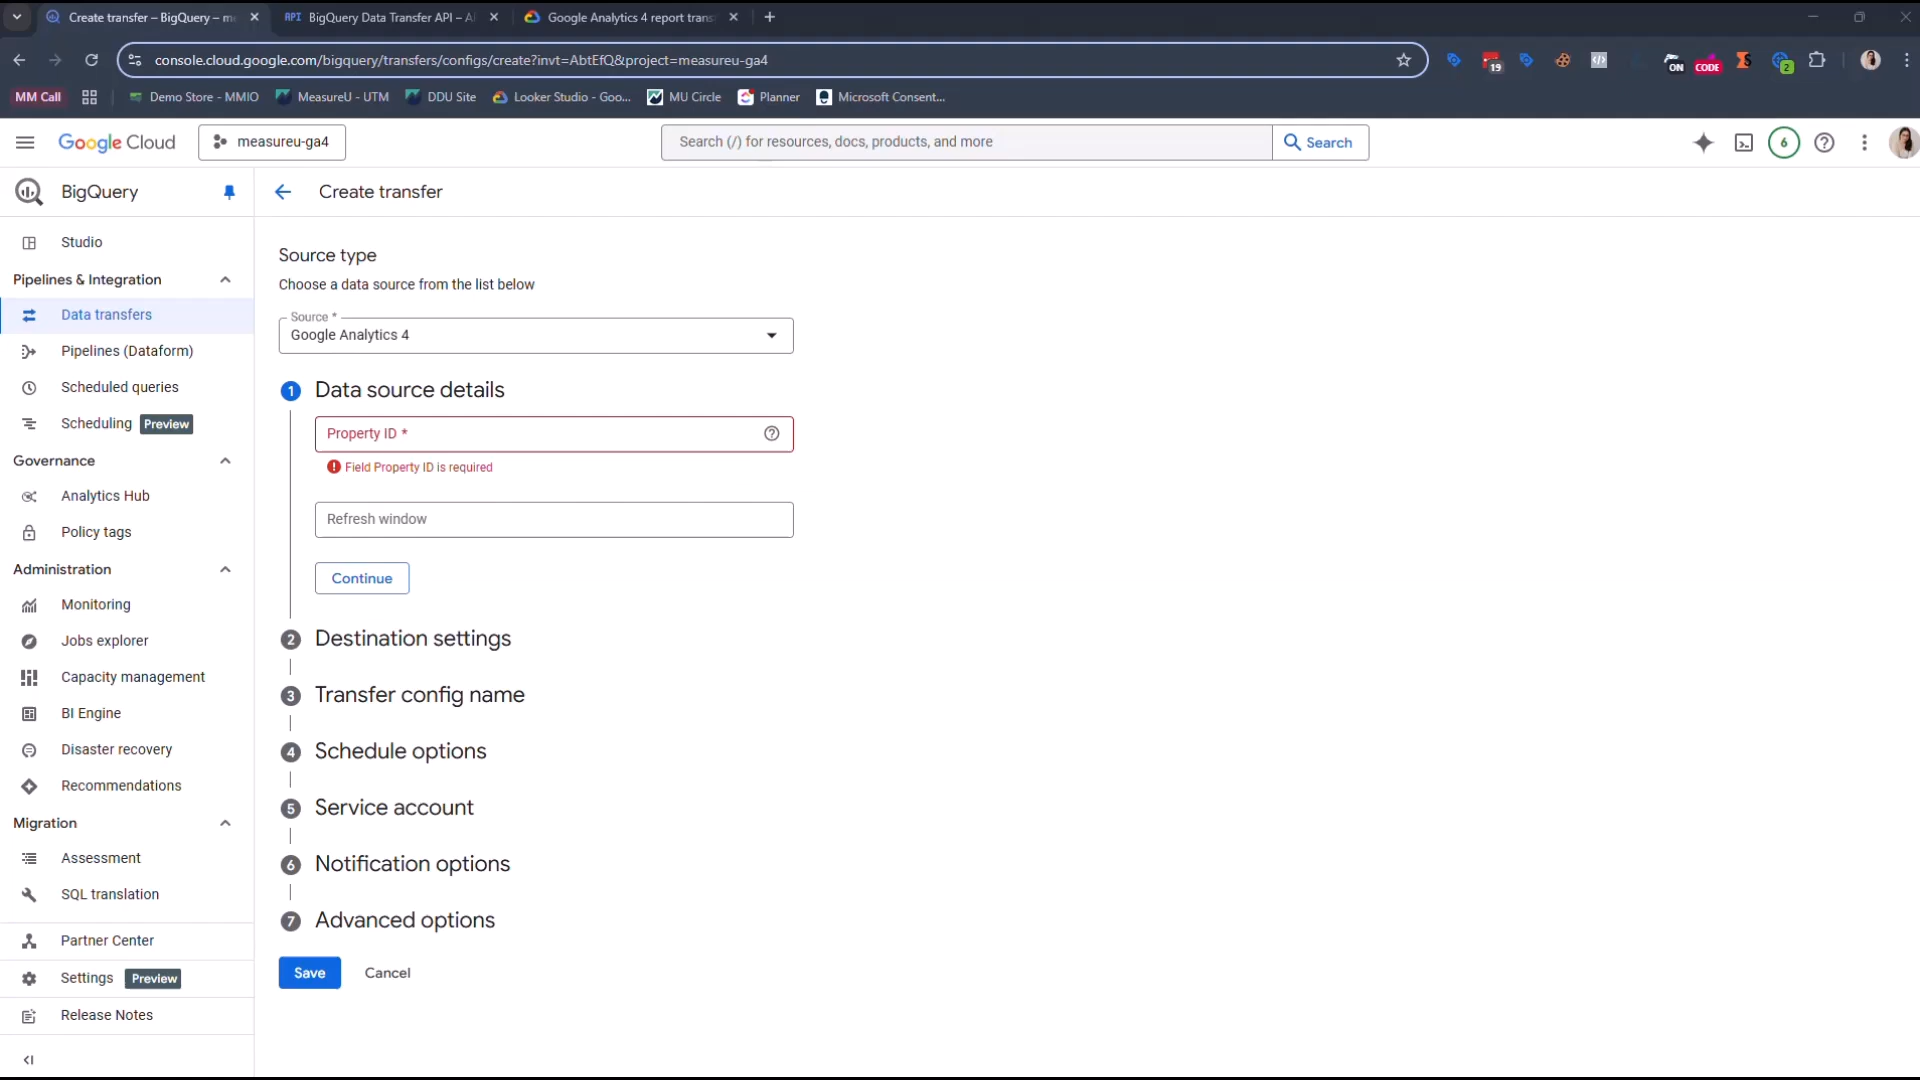 Create transfer – BigQuery – me
BigQuery Data Transfer API – A
Google Analytics 4 report trans
console.cloud.google.com/bigquery/transfers/configs/create?invt=AbtEfQ&project=measureu-ga4
19
ON
CODE
2
MM Call
Demo Store - MMIO
MeasureU - UTM
DDU Site
Looker Studio - Goo...
MU Circle
Planner
Microsoft Consent...
Google Cloud
measureu-ga4
Search (/) for resources, docs, products, and more
Search
6
BigQuery
Create transfer
Studio
Pipelines & Integration
Data transfers
Pipelines (Dataform)
Scheduled queries
Scheduling Preview
Governance
Analytics Hub
Policy tags
Administration
Monitoring
Jobs explorer
Capacity management
BI Engine
Disaster recovery
Recommendations
Migration
Assessment
SQL translation
Partner Center
Settings Preview
Release Notes
Source type
Choose a data source from the list below
Source *
Google Analytics 4
1 Data source details
Property ID *
Field Property ID is required
Refresh window
Continue
2 Destination settings
3 Transfer config name
4 Schedule options
5 Service account
6 Notification options
7 Advanced options
Save
Cancel